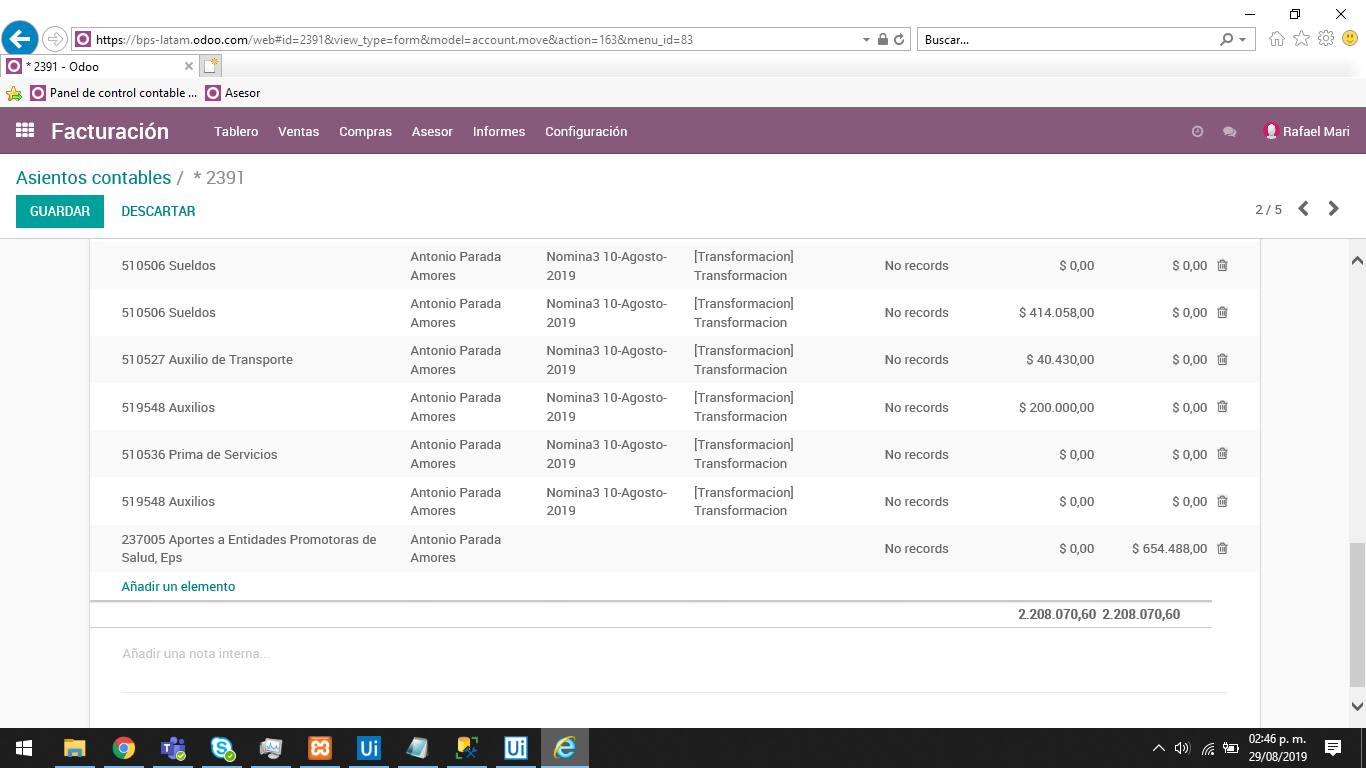 https://bps-latam.odoo.com/web#id=2391&view_type=form&model=account.move&action=163&menu_id=83
Buscar...
* 2391 - Odoo
Panel de control contable ...
Asesor
Facturación
Tablero
Ventas
Compras
Asesor
Informes
Configuración
Rafael Mari
Asientos contables / * 2391
GUARDAR
DESCARTAR
2 / 5
510506 Sueldos
Antonio Parada
Amores
Nomina3 10-Agosto-
2019
[Transformacion]
Transformacion
No records
$ 0,00
$ 0,00
510506 Sueldos
Antonio Parada
Amores
Nomina3 10-Agosto-
2019
[Transformacion]
Transformacion
No records
$ 414.058,00
$ 0,00
510527 Auxilio de Transporte
Antonio Parada
Amores
Nomina3 10-Agosto-
2019
[Transformacion]
Transformacion
No records
$ 40.430,00
$ 0,00
519548 Auxilios
Antonio Parada
Amores
Nomina3 10-Agosto-
2019
[Transformacion]
Transformacion
No records
$ 200.000,00
$ 0,00
510536 Prima de Servicios
Antonio Parada
Amores
Nomina3 10-Agosto-
2019
[Transformacion]
Transformacion
No records
$ 0,00
$ 0,00
519548 Auxilios
Antonio Parada
Amores
Nomina3 10-Agosto-
2019
[Transformacion]
Transformacion
No records
$ 0,00
$ 0,00
237005 Aportes a Entidades Promotoras de
Salud, Eps
Antonio Parada
Amores
No records
$ 0,00
$ 654.488,00
Añadir un elemento
2.208.070,60 2.208.070,60
Añadir una nota interna...
Ui
Ui
02:46 p. m.
29/08/2019